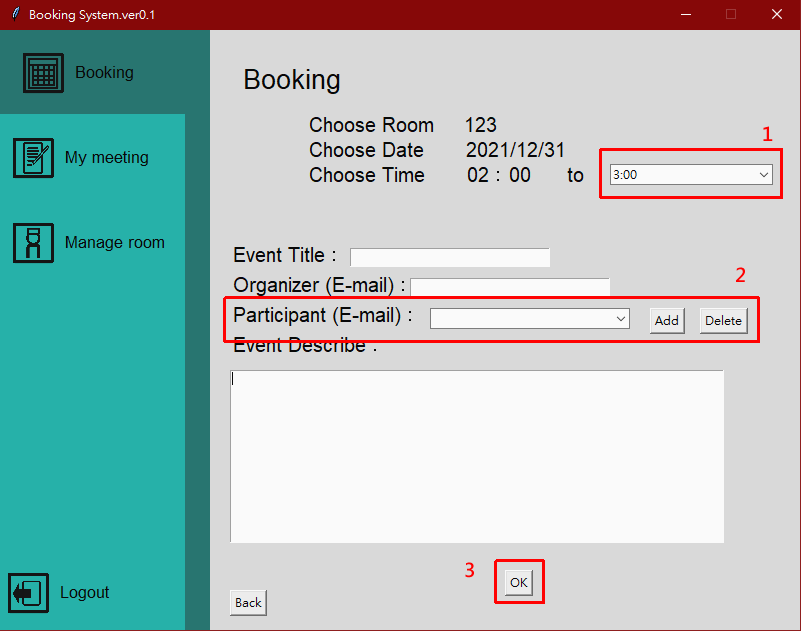 Booking System.ver0.1
Booking
My meeting
Manage room
Logout
Booking
Choose Room 123
Choose Date 2021/12/31
1
Choose Time 02 : 00 to 3:00
Event Title :
Organizer (E-mail) :
2
Participant (E-mail) : Add Delete
Event Describe :
3
OK
Back